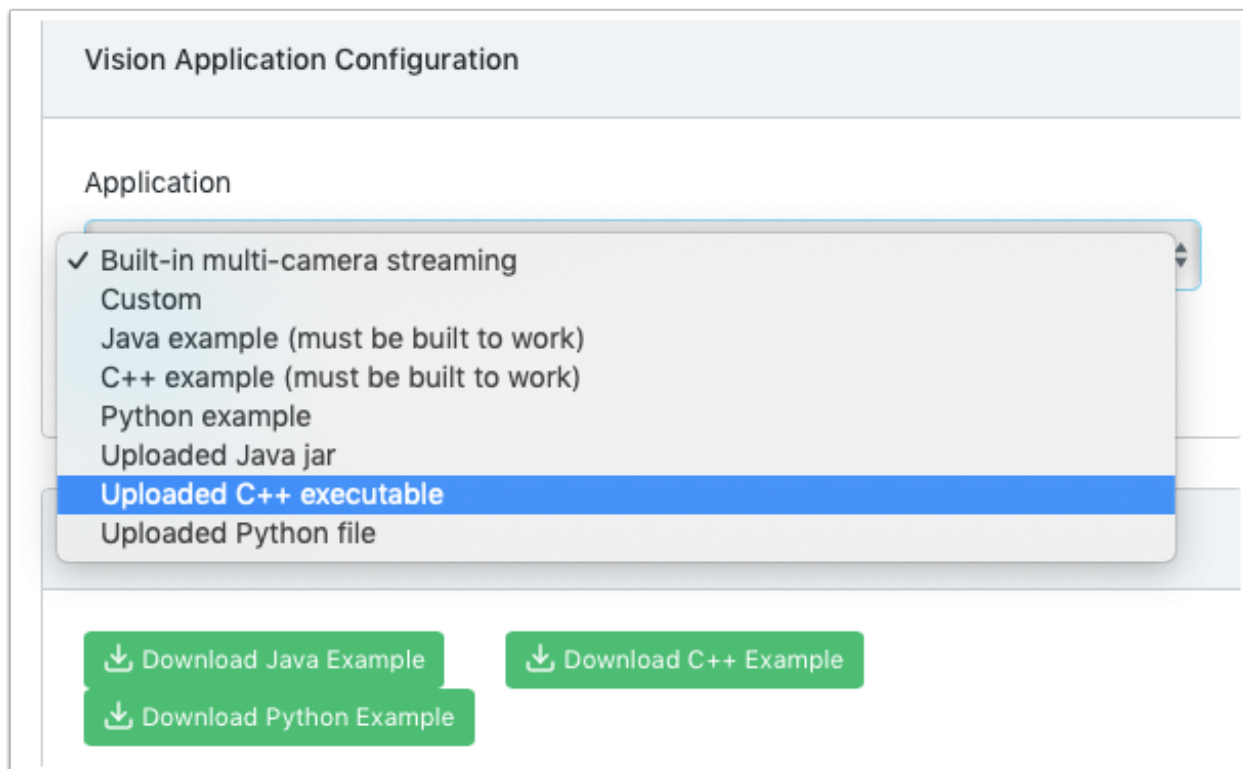 Vision Application Configuration
Application
✓ Built-in multi-camera streaming
Custom
Java example (must be built to work)
C++ example (must be built to work)
Python example
Uploaded Java jar
Uploaded C++ executable
Uploaded Python file
Download Java Example
Download C++ Example
Download Python Example